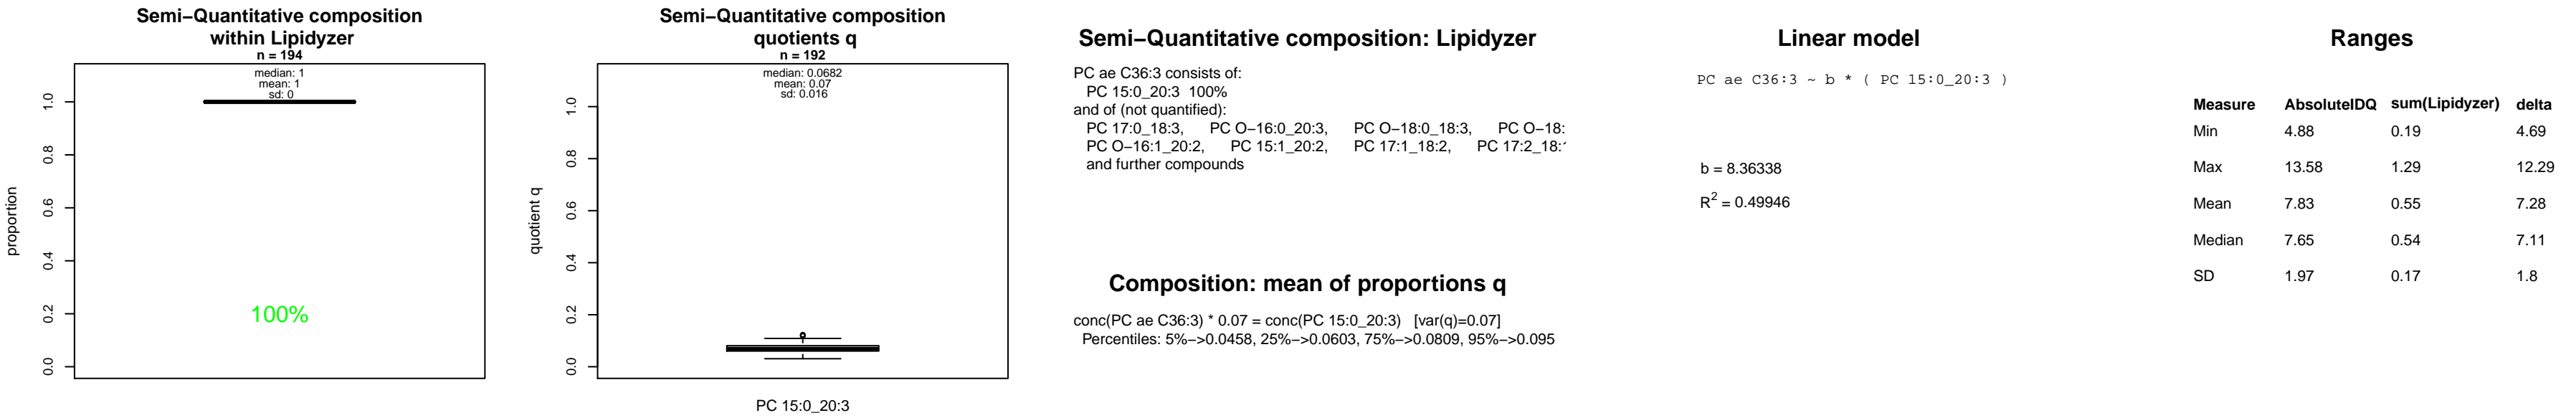 Semi−Quantitative composition
within Lipidyzer
n = 194
median: 1
mean: 1
sd: 0
proportion
1.0
0.8
0.6
0.4
0.2
0.0
100%
Semi−Quantitative composition
quotients q
n = 192
median: 0.0682
mean: 0.07
sd: 0.016
quotient q
1.0
0.8
0.6
0.4
0.2
0.0
PC 15:0_20:3
Semi−Quantitative composition: Lipidyzer
PC ae C36:3 consists of:
PC 15:0_20:3 100%
and of (not quantified):
PC 17:0_18:3, PC O−16:0_20:3, PC O−18:0_18:3, PC O−18:
PC O−16:1_20:2, PC 15:1_20:2, PC 17:1_18:2, PC 17:2_18:
and further compounds
Composition: mean of proportions q
conc(PC ae C36:3) * 0.07 = conc(PC 15:0_20:3) [var(q)=0.07]
Percentiles: 5%−>0.0458, 25%−>0.0603, 75%−>0.0809, 95%−>0.095
Linear model
PC ae C36:3 ~ b * ( PC 15:0_20:3 )
b = 8.36338
R² = 0.49946
Ranges
Measure AbsoluteIDQ sum(Lipidyzer) delta
Min 4.88 0.19 4.69
Max 13.58 1.29 12.29
Mean 7.83 0.55 7.28
Median 7.65 0.54 7.11
SD 1.97 0.17 1.8